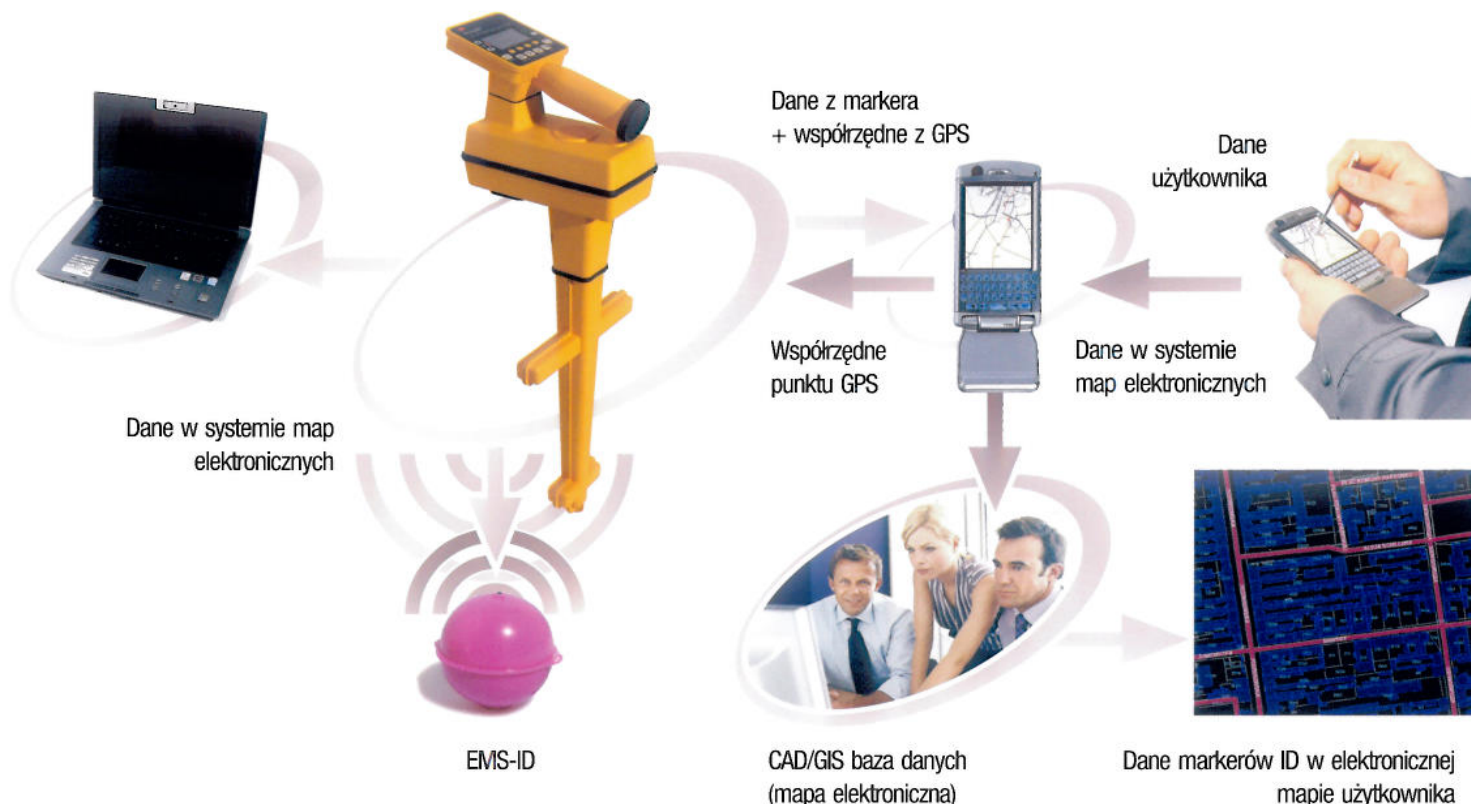 Dane z markera
+ współrzędne z GPS
Dane
użytkownika
Współrzędne
punktu GPS
Dane w systemie
map elektronicznych
Dane w systemie map
elektronicznych
EMS-ID
CAD/GIS baza danych
(mapa elektroniczna)
Dane markerów ID w elektronicznej
mapie użytkownika